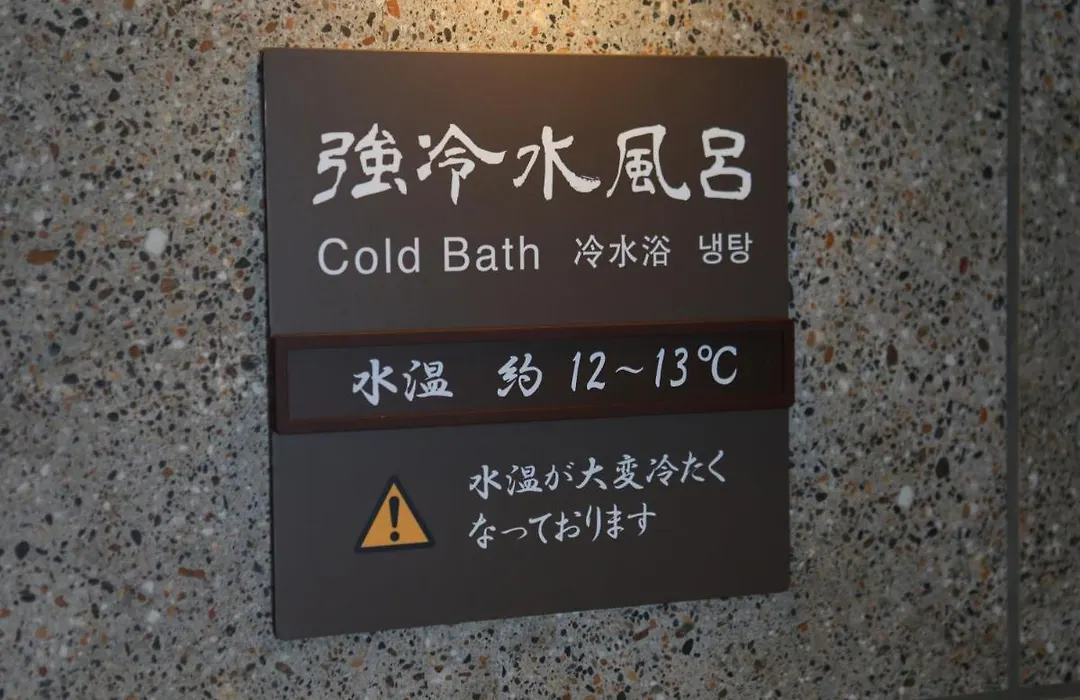 強冷水風呂
Cold Bath 冷水浴 냉탕
水温 約 12~13℃
水温が大変冷たく
なっております